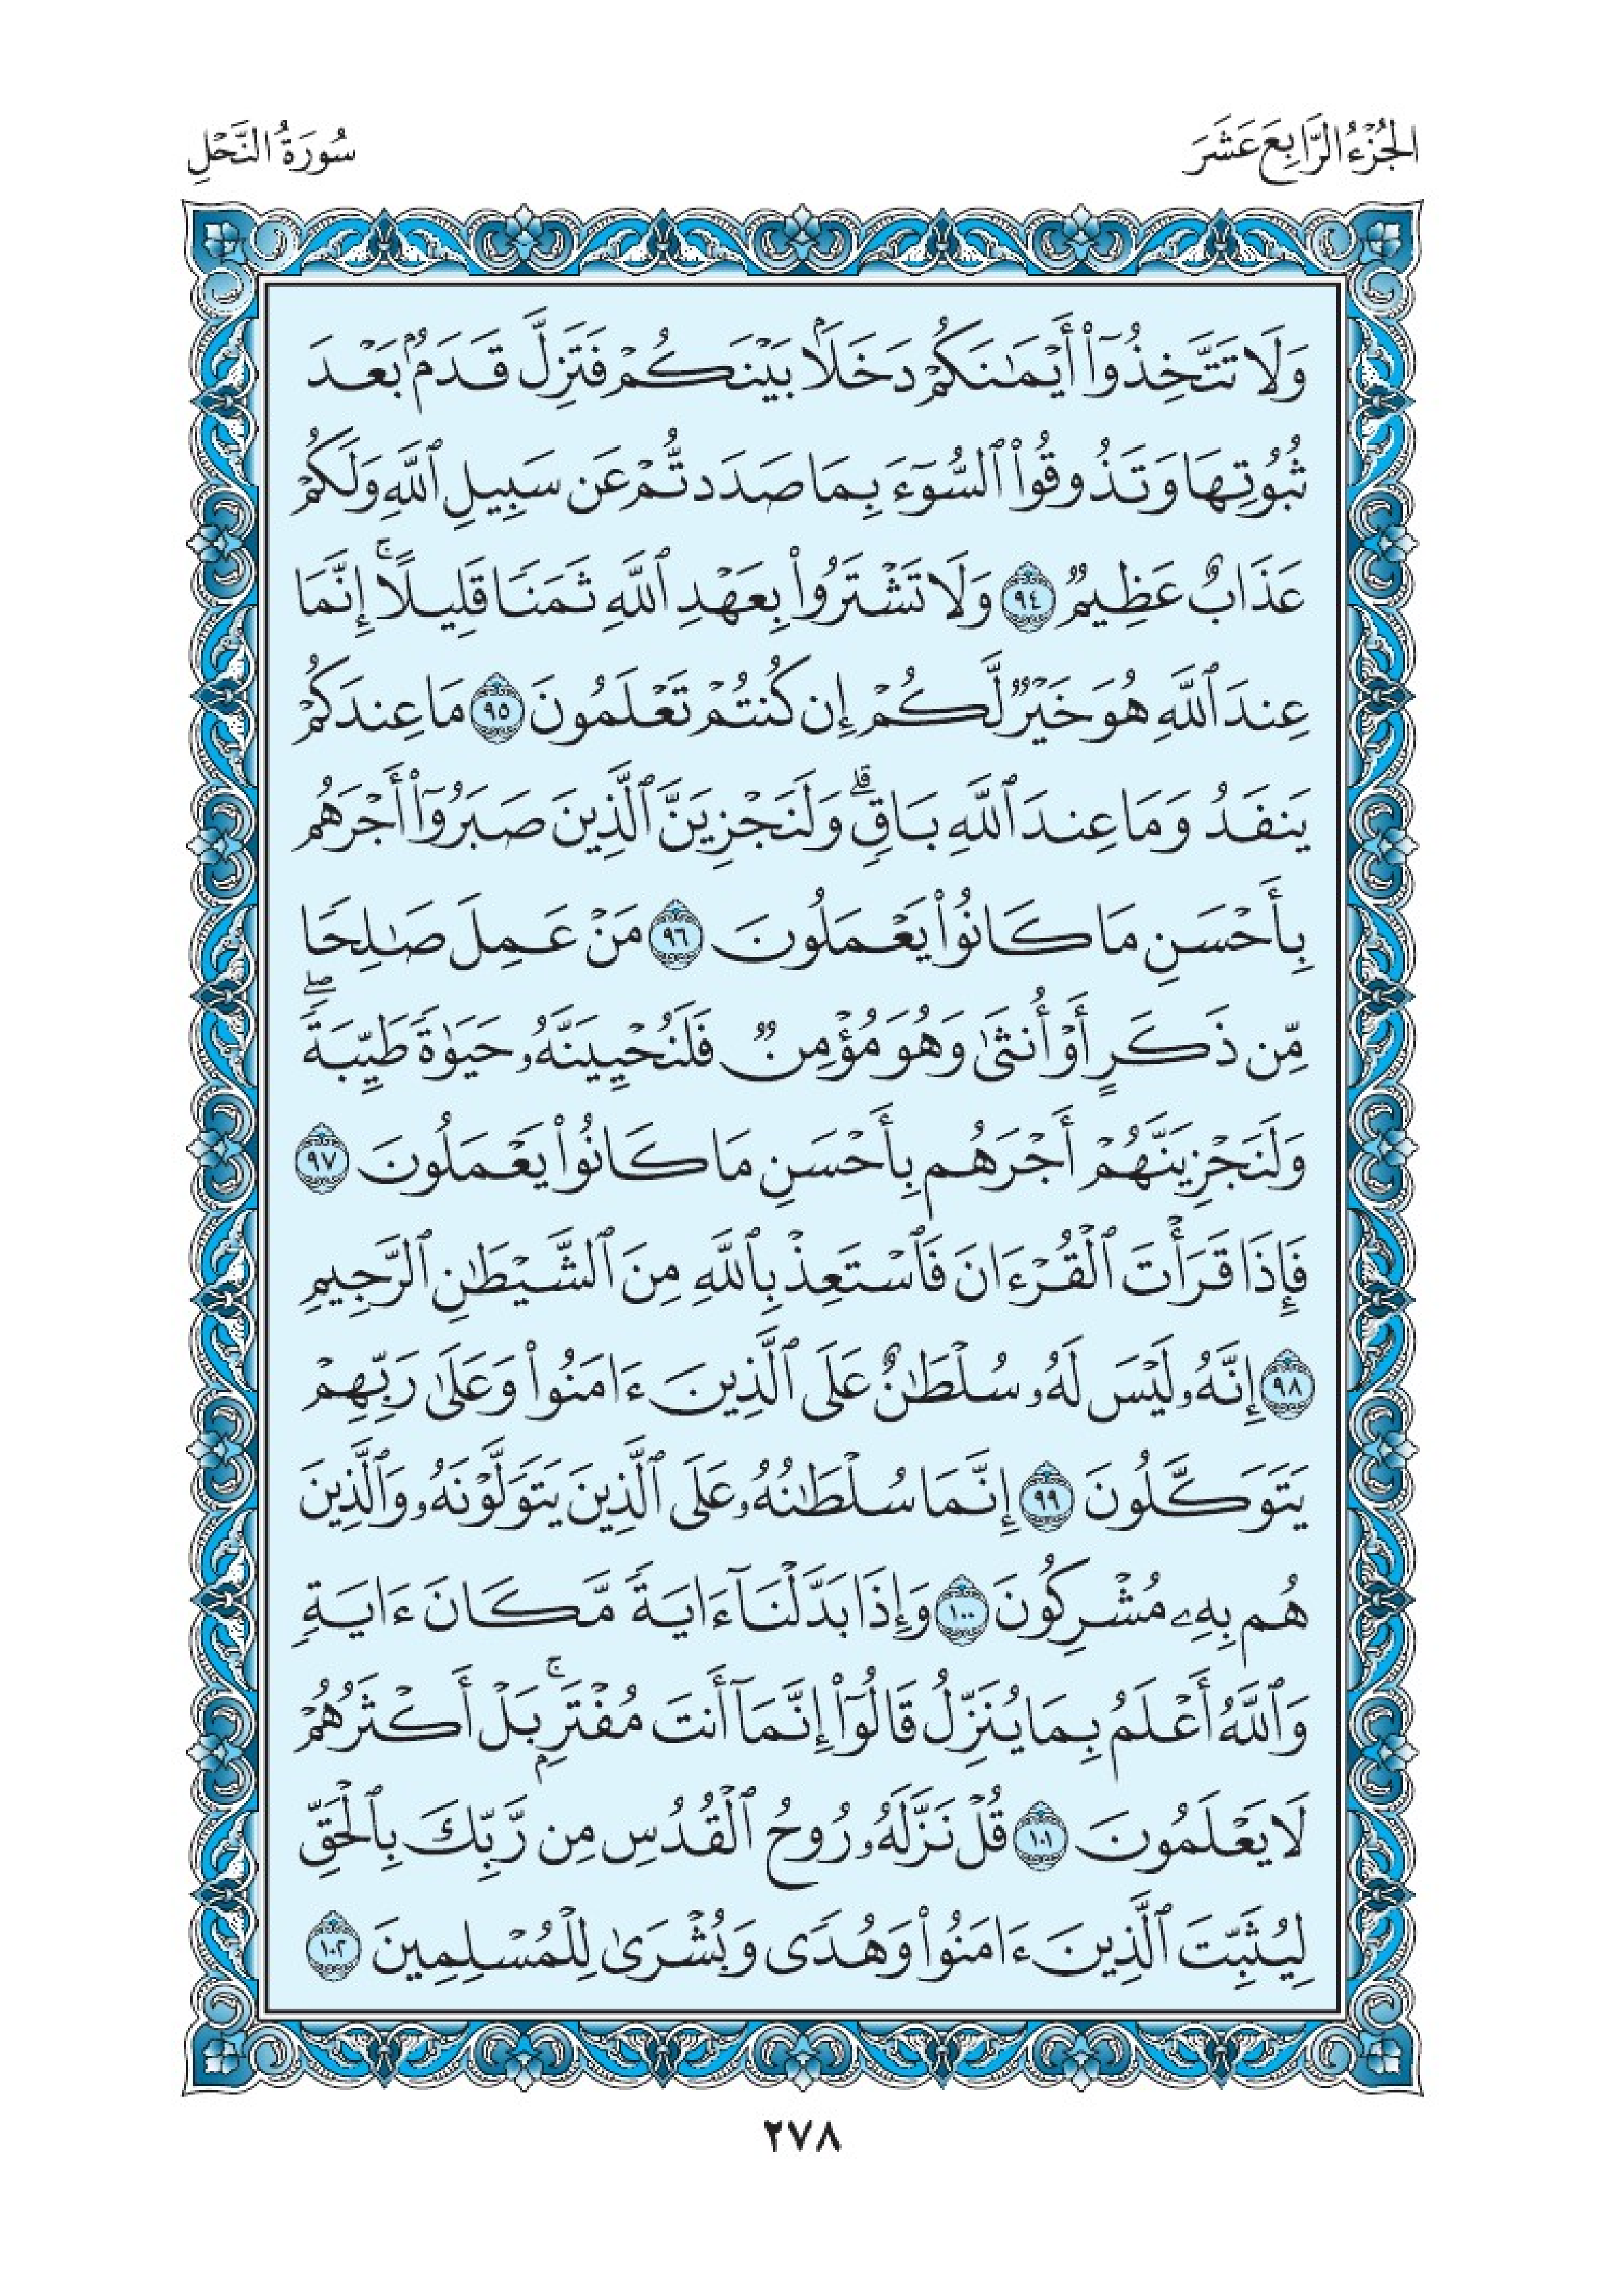 الجُزْءُ الرَّابِعَ عَشَرَ
سُورَةُ النَّحْلِ
وَلَا تَتَّخِذُوٓا۟ أَيْمَـٰنَكُمْ دَخَلًۢا بَيْنَكُمْ فَتَزِلَّ قَدَمٌۢ بَعْدَ
ثُبُوتِهَا وَتَذُوقُوا۟ ٱلسُّوٓءَ بِمَا صَدَدتُّمْ عَن سَبِيلِ ٱللَّهِ وَلَكُمْ
عَذَابٌ عَظِيمٌ ٩٤ وَلَا تَشْتَرُوا۟ بِعَهْدِ ٱللَّهِ ثَمَنًا قَلِيلًا ۚ إِنَّمَا
عِندَ ٱللَّهِ هُوَ خَيْرٌ لَّكُمْ إِن كُنتُمْ تَعْلَمُونَ ٩٥ مَا عِندَكُمْ
يَنفَدُ وَمَا عِندَ ٱللَّهِ بَاقٍ ۗ وَلَنَجْزِيَنَّ ٱلَّذِينَ صَبَرُوٓا۟ أَجْرَهُم
بِأَحْسَنِ مَا كَانُوا۟ يَعْمَلُونَ ٩٦ مَنْ عَمِلَ صَـٰلِحًا
مِّن ذَكَرٍ أَوْ أُنثَىٰ وَهُوَ مُؤْمِنٌ فَلَنُحْيِيَنَّهُۥ حَيَوٰةً طَيِّبَةً ۖ
وَلَنَجْزِيَنَّهُمْ أَجْرَهُم بِأَحْسَنِ مَا كَانُوا۟ يَعْمَلُونَ ٩٧
فَإِذَا قَرَأْتَ ٱلْقُرْءَانَ فَٱسْتَعِذْ بِٱللَّهِ مِنَ ٱلشَّيْطَـٰنِ ٱلرَّجِيمِ
٩٨ إِنَّهُۥ لَيْسَ لَهُۥ سُلْطَـٰنٌ عَلَى ٱلَّذِينَ ءَامَنُوا۟ وَعَلَىٰ رَبِّهِمْ
يَتَوَكَّلُونَ ٩٩ إِنَّمَا سُلْطَـٰنُهُۥ عَلَى ٱلَّذِينَ يَتَوَلَّوْنَهُۥ وَٱلَّذِينَ
هُم بِهِۦ مُشْرِكُونَ ١٠٠ وَإِذَا بَدَّلْنَآ ءَايَةً مَّكَانَ ءَايَةٍ
وَٱللَّهُ أَعْلَمُ بِمَا يُنَزِّلُ قَالُوٓا۟ إِنَّمَآ أَنتَ مُفْتَرٍۭ ۚ بَلْ أَكْثَرُهُمْ
لَا يَعْلَمُونَ ١٠١ قُلْ نَزَّلَهُۥ رُوحُ ٱلْقُدُسِ مِن رَّبِّكَ بِٱلْحَقِّ
لِيُثَبِّتَ ٱلَّذِينَ ءَامَنُوا۟ وَهُدًى وَبُشْرَىٰ لِلْمُسْلِمِينَ ١٠٢
٢٧٨